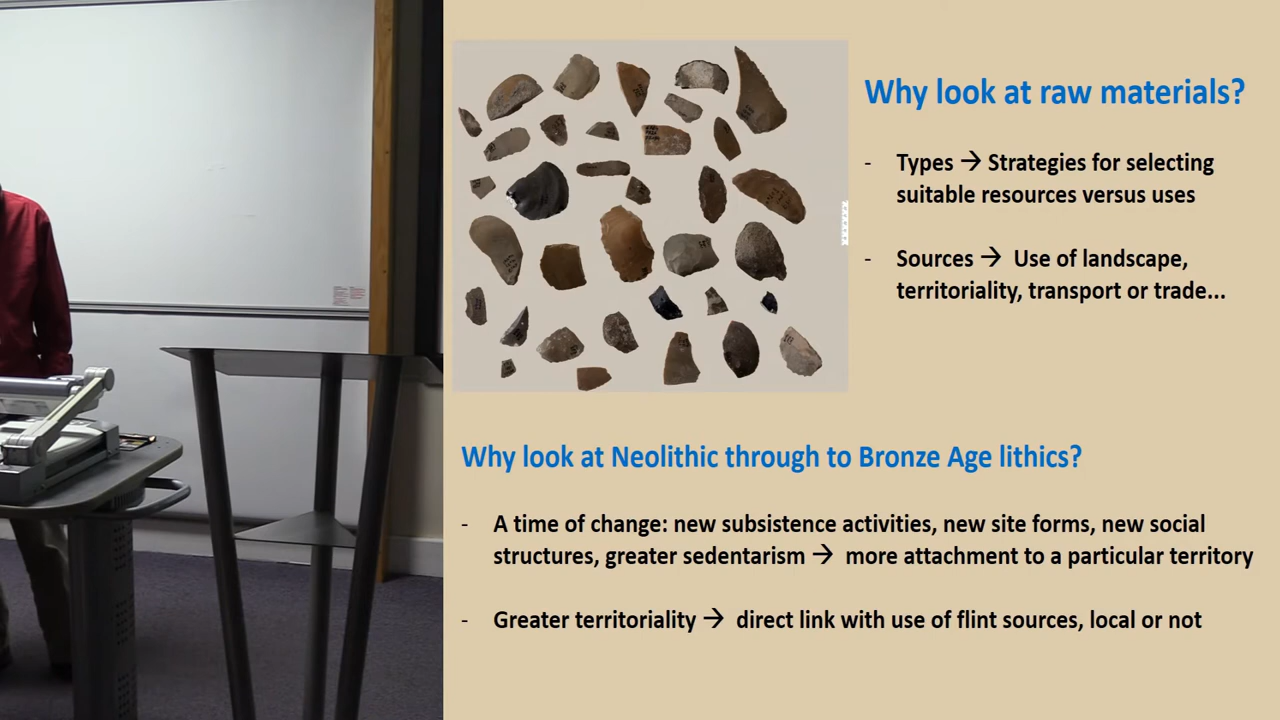 Why look at raw materials?
- Types → Strategies for selecting
suitable resources versus uses
- Sources → Use of landscape,
territoriality, transport or trade...
Why look at Neolithic through to Bronze Age lithics?
- A time of change: new subsistence activities, new site forms, new social
structures, greater sedentarism → more attachment to a particular territory
- Greater territoriality → direct link with use of flint sources, local or not